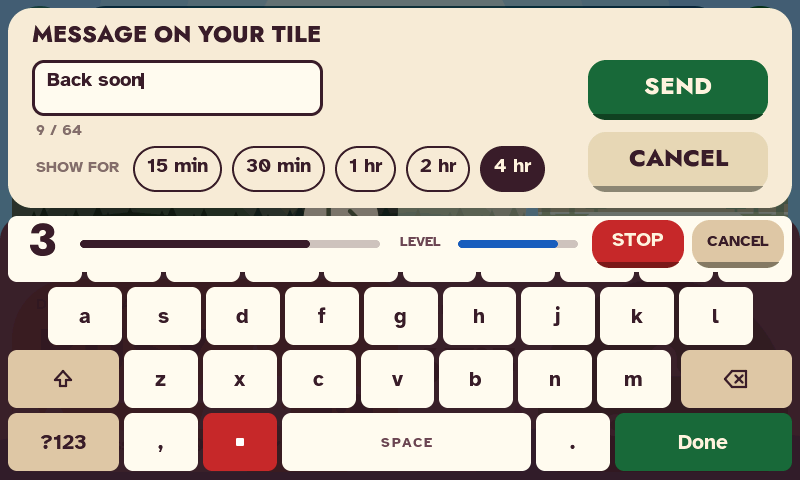 MESSAGE ON YOUR TILE
Back soon
SEND
9 / 64
CANCEL
SHOW FOR 15 min 30 min 1 hr 2 hr 4 hr
3 LEVEL STOP CANCEL
a s d f g h j k l
z x c v b n m
?123 , SPACE . Done